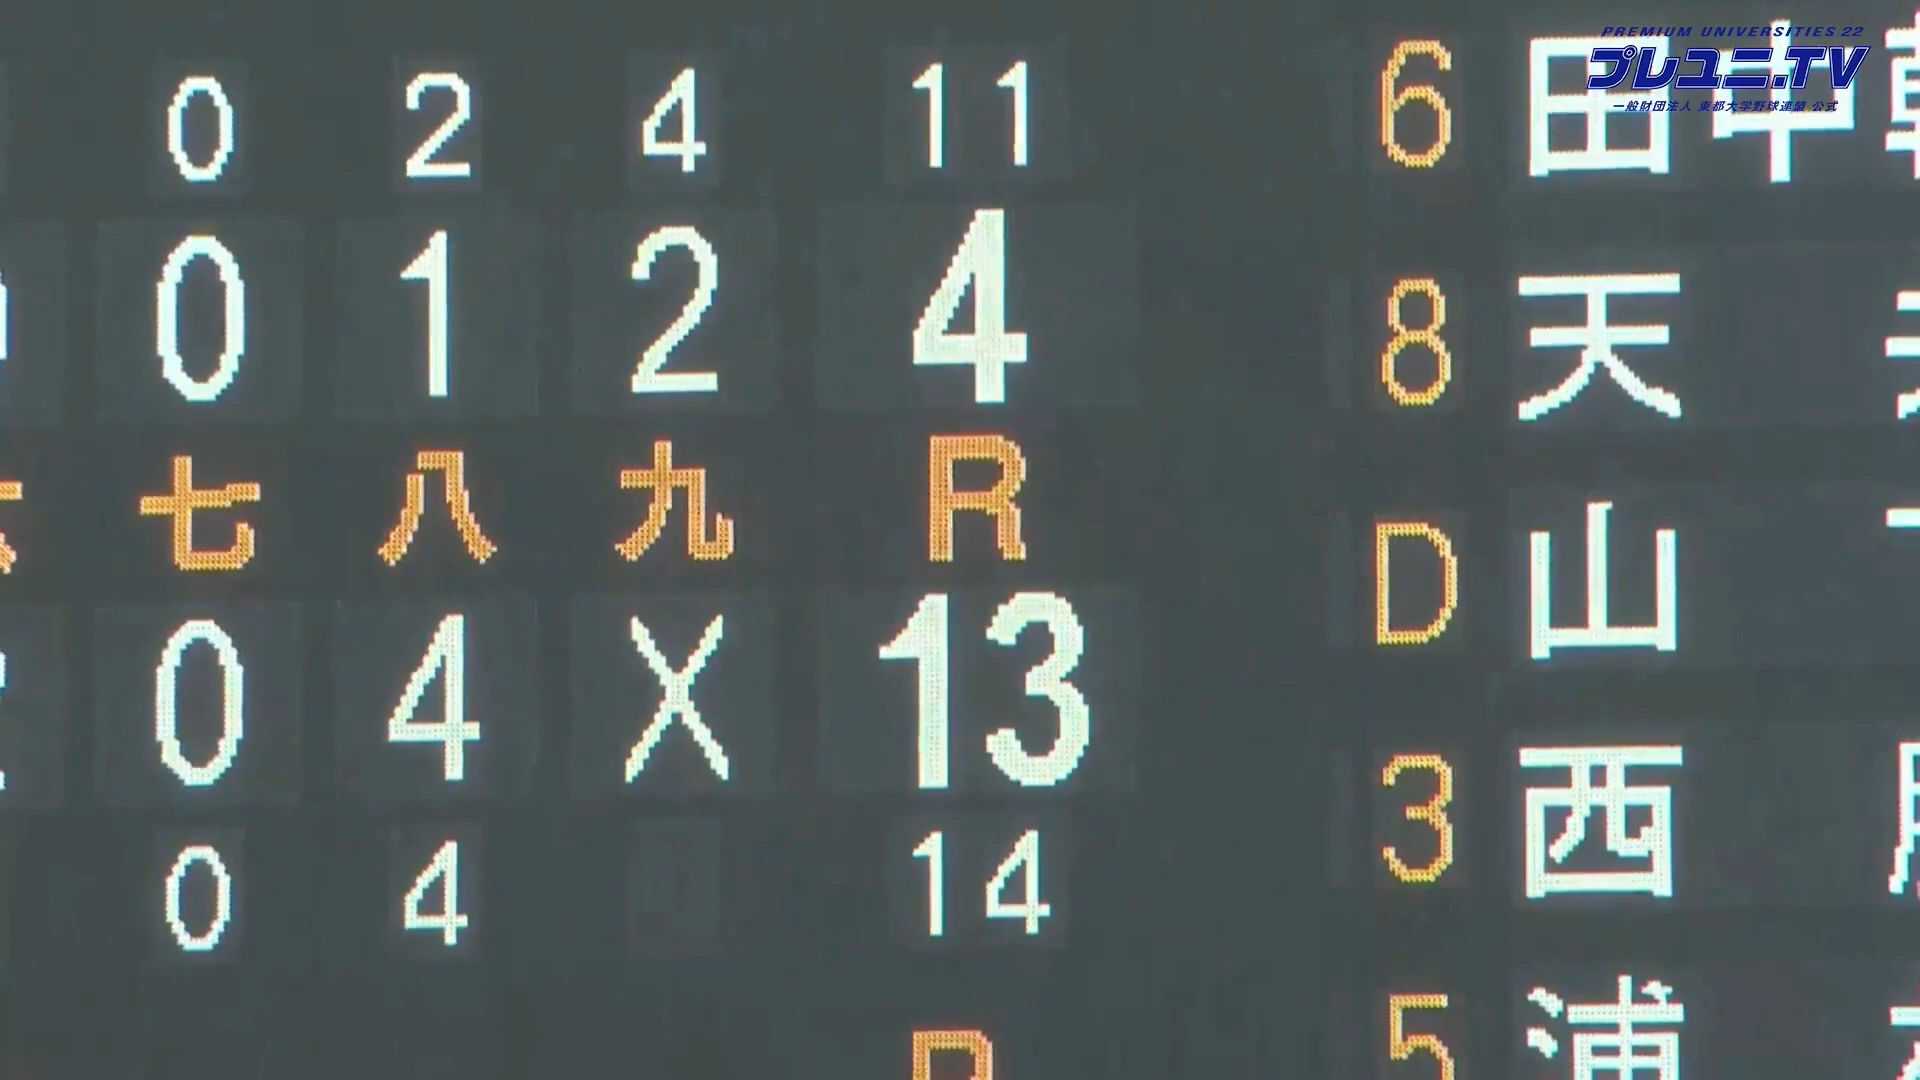 PREMIUM UNIVERSITIES 22
プレユニ.TV
一般財団法人 東都大学野球連盟 公式
0 2 4 11
0 1 2 4
七 八 九 R
0 4 X 13
0 4 14
6 田中
8 天
D 山
3 西
5 浦